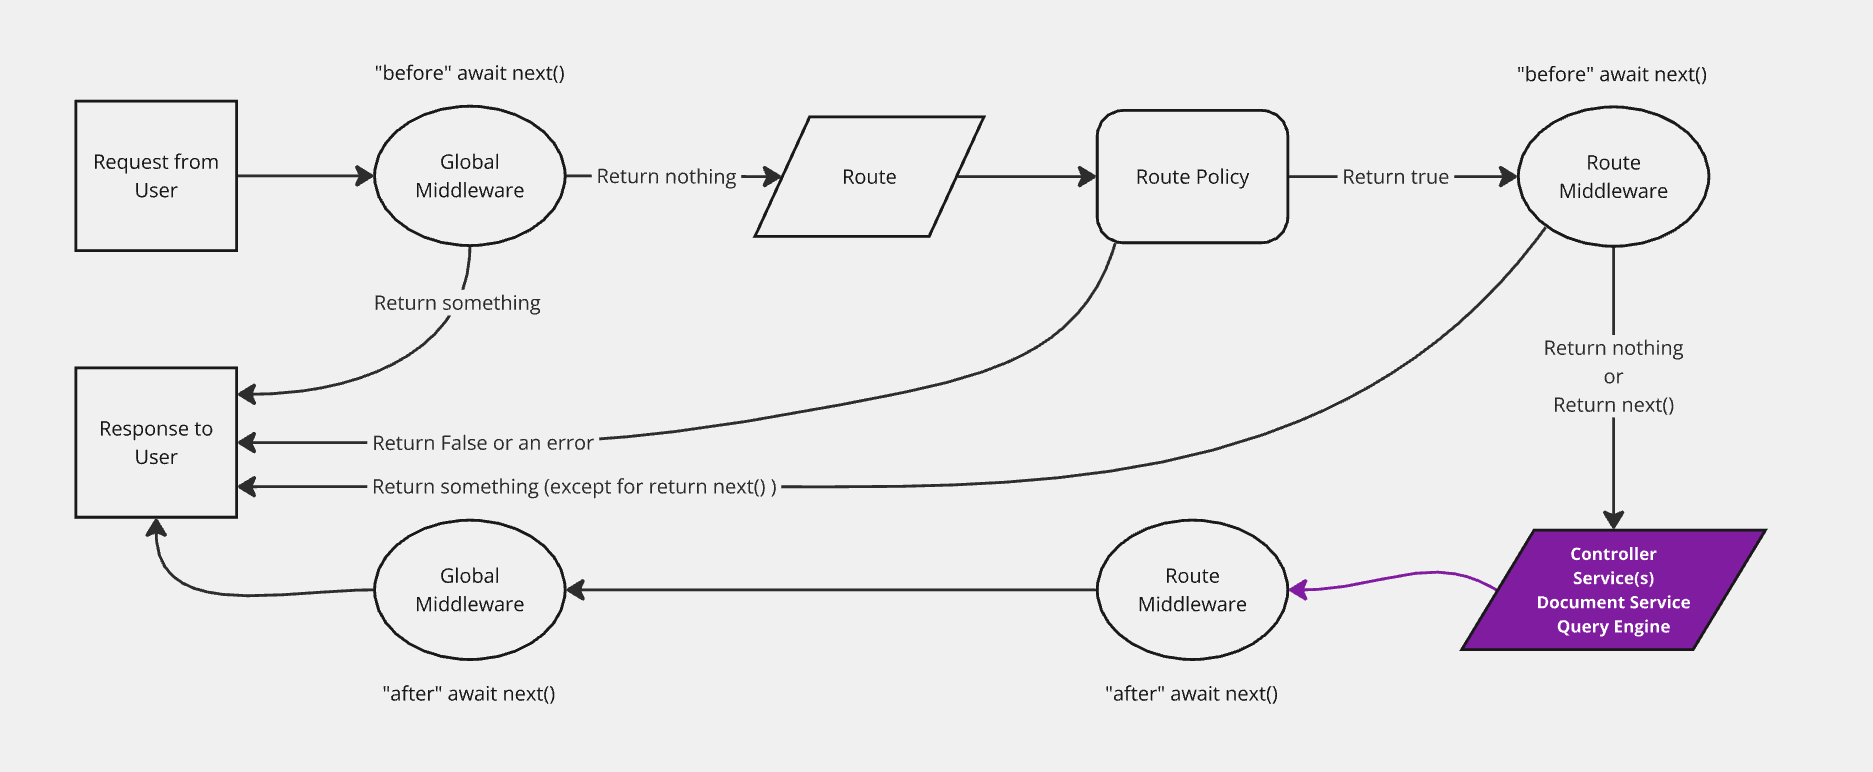 "before" await next()
"before" await next()
Request from
User
Global
Middleware
Return nothing
Route
Route Policy
Return true
Route
Middleware
Return something
Return nothing
or
Return next()
Response to
User
Return False or an error
Return something (except for return next() )
Global
Middleware
Route
Middleware
Controller
Service(s)
Document Service
Query Engine
"after" await next()
"after" await next()